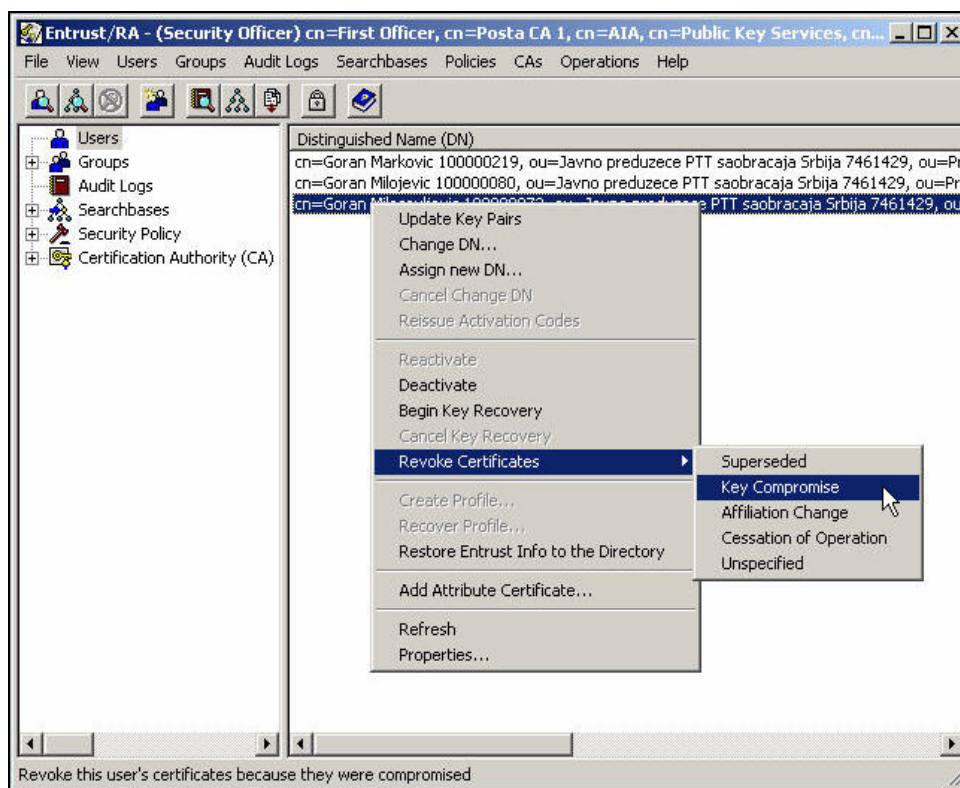 Entrust/RA - (Security Officer) cn=First Officer, cn=Posta CA 1, cn=AIA, cn=Public Key Services, cn...
File View Users Groups Audit Logs Searchbases Policies CAs Operations Help
Users
Groups
Audit Logs
Searchbases
Security Policy
Certification Authority (CA)
Distinguished Name (DN)
cn=Goran Markovic 100000219, ou=Javno preduzece PTT saobracaja Srbija 7461429, ou=Pr
cn=Goran Milojevic 100000080, ou=Javno preduzece PTT saobracaja Srbija 7461429, ou=Pr
cn=Goran PTT saobracaja Srbija 7461429, ou
Update Key Pairs
Change DN...
Assign new DN...
Cancel Change DN
Reissue Activation Codes
Reactivate
Deactivate
Begin Key Recovery
Cancel Key Recovery
Revoke Certificates
Create Profile...
Recover Profile...
Restore Entrust Info to the Directory
Add Attribute Certificate...
Refresh
Properties...
Superseded
Key Compromise
Affiliation Change
Cessation of Operation
Unspecified
Revoke this user's certificates because they were compromised